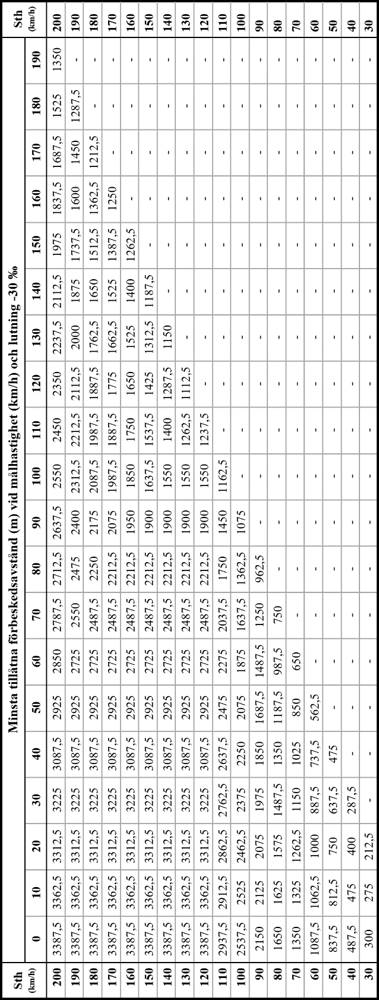 Minsta tillåtna förbeskedsavstånd (m) vid målhastighet (km/h) och lutning -30 ‰
Sth (km/h) 0 10 20 30 40 50 60 70 80 90 100 110 120 130 140 150 160 170 180 190 Sth (km/h)
200 3387,5 3362,5 3312,5 3225 3087,5 2925 2850 2787,5 2712,5 2637,5 2550 2450 2350 2237,5 2112,5 1975 1837,5 1687,5 1525 1350 200
190 3387,5 3362,5 3312,5 3225 3087,5 2925 2725 2550 2475 2400 2312,5 2212,5 2112,5 2000 1875 1737,5 1600 1450 1287,5 - 190
180 3387,5 3362,5 3312,5 3225 3087,5 2925 2725 2487,5 2250 2175 2087,5 1987,5 1887,5 1762,5 1650 1512,5 1362,5 1212,5 - - 180
170 3387,5 3362,5 3312,5 3225 3087,5 2925 2725 2487,5 2212,5 2075 1987,5 1887,5 1775 1662,5 1525 1387,5 1250 - - - 170
160 3387,5 3362,5 3312,5 3225 3087,5 2925 2725 2487,5 2212,5 1950 1850 1750 1650 1525 1400 1262,5 - - - - 160
150 3387,5 3362,5 3312,5 3225 3087,5 2925 2725 2487,5 2212,5 1900 1637,5 1537,5 1425 1312,5 1187,5 - - - - - 150
140 3387,5 3362,5 3312,5 3225 3087,5 2925 2725 2487,5 2212,5 1900 1550 1400 1287,5 1150 - - - - - - 140
130 3387,5 3362,5 3312,5 3225 3087,5 2925 2725 2487,5 2212,5 1900 1550 1262,5 1112,5 - - - - - - - 130
120 3387,5 3362,5 3312,5 3225 3087,5 2925 2725 2487,5 2212,5 1900 1550 1237,5 - - - - - - - - 120
110 2937,5 2912,5 2862,5 2762,5 2637,5 2475 2275 2037,5 1750 1450 1162,5 - - - - - - - - - 110
100 2537,5 2525 2462,5 2375 2250 2075 1875 1637,5 1362,5 1075 - - - - - - - - - - 100
90 2150 2125 2075 1975 1850 1687,5 1487,5 1250 962,5 - - - - - - - - - - - 90
80 1650 1625 1575 1487,5 1350 1187,5 987,5 750 - - - - - - - - - - - - 80
70 1350 1325 1262,5 1150 1025 850 650 - - - - - - - - - - - - - 70
60 1087,5 1062,5 1000 887,5 737,5 562,5 - - - - - - - - - - - - - - 60
50 837,5 812,5 750 637,5 475 - - - - - - - - - - - - - - - 50
40 487,5 475 400 287,5 - - - - - - - - - - - - - - - - 40
30 300 275 212,5 - - - - - - - - - - - - - - - - - 30